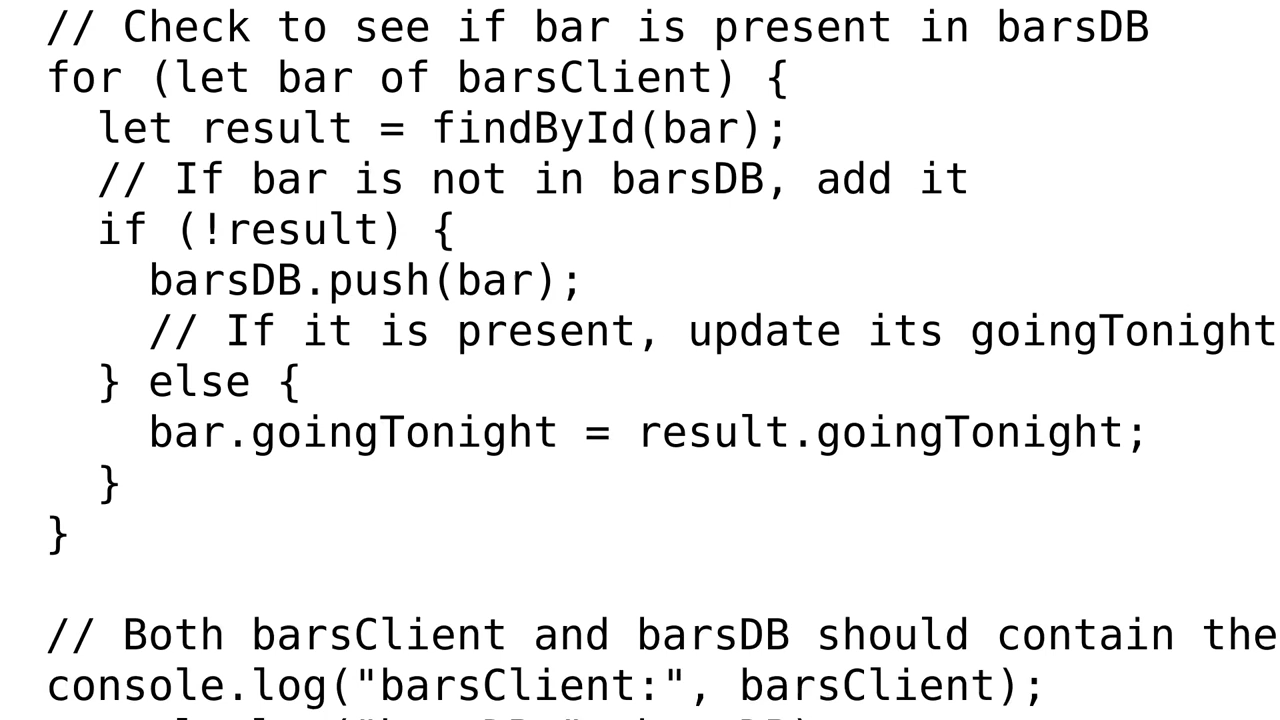 // Check to see if bar is present in barsDB
for (let bar of barsClient) {
  let result = findById(bar);
  // If bar is not in barsDB, add it
  if (!result) {
    barsDB.push(bar);
    // If it is present, update its goingTonight
  } else {
    bar.goingTonight = result.goingTonight;
  }
}

// Both barsClient and barsDB should contain the
console.log("barsClient:", barsClient);